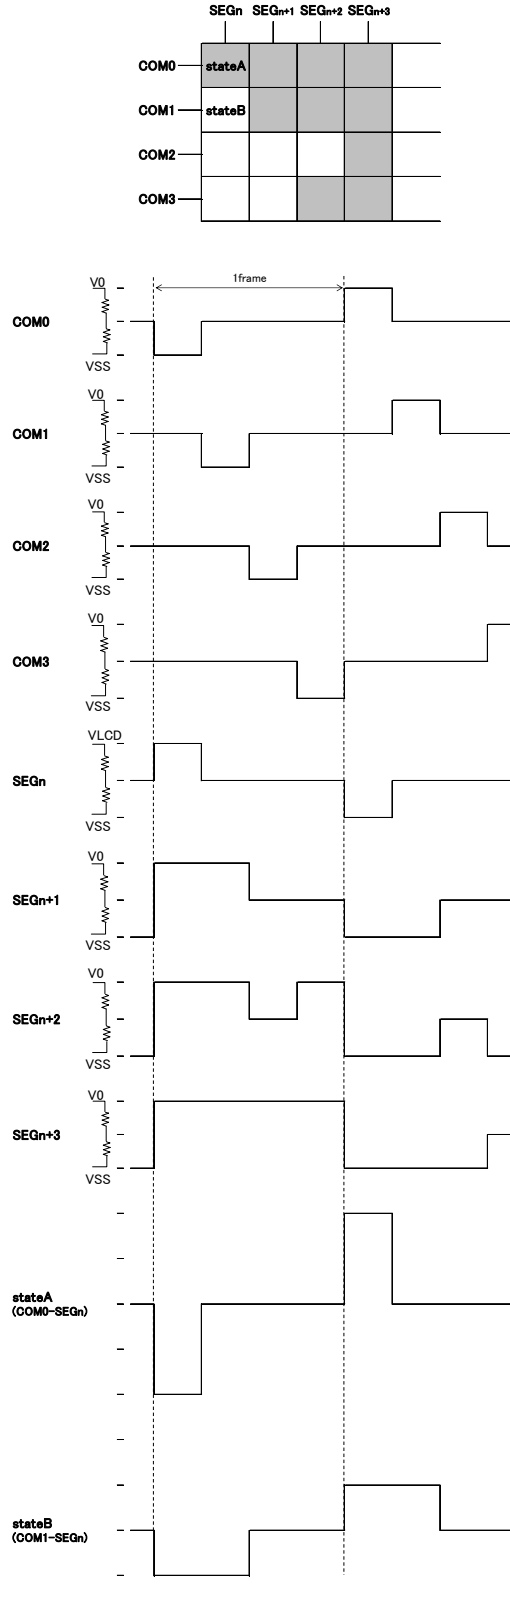 SEGn SEGn+1 SEGn+2 SEGn+3
COM0 stateA
COM1 stateB
COM2
COM3
1frame
V0
COM0
VSS
V0
COM1
VSS
V0
COM2
VSS
V0
COM3
VSS
VLCD
SEGn
VSS
V0
SEGn+1
VSS
V0
SEGn+2
VSS
V0
SEGn+3
VSS
stateA
(COM0-SEGn)
stateB
(COM1-SEGn)